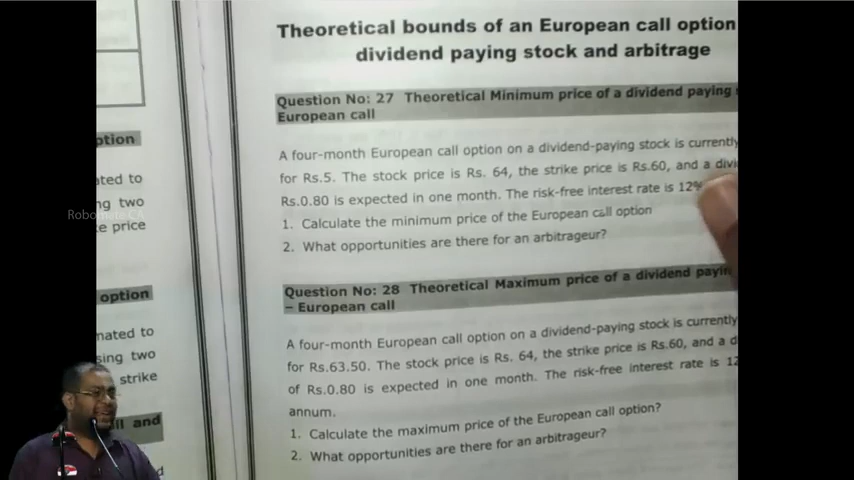 Theoretical bounds of an European call option
dividend paying stock and arbitrage
Question No: 27 Theoretical Minimum price of a dividend paying
European call
A four-month European call option on a dividend-paying stock is currently
for Rs.5. The stock price is Rs. 64, the strike price is Rs.60, and a divi
Rs.0.80 is expected in one month. The risk-free interest rate is 12%
1. Calculate the minimum price of the European call option
2. What opportunities are there for an arbitrageur?
Question No: 28 Theoretical Maximum price of a dividend payin
– European call
A four-month European call option on a dividend-paying stock is currently
for Rs.63.50. The stock price is Rs. 64, the strike price is Rs.60, and a d
of Rs.0.80 is expected in one month. The risk-free interest rate is 12
annum.
1. Calculate the maximum price of the European call option?
2. What opportunities are there for an arbitrageur?
ption
ated to
ng two
e price
option
nated to
sing two
strike
and
Robornete CA